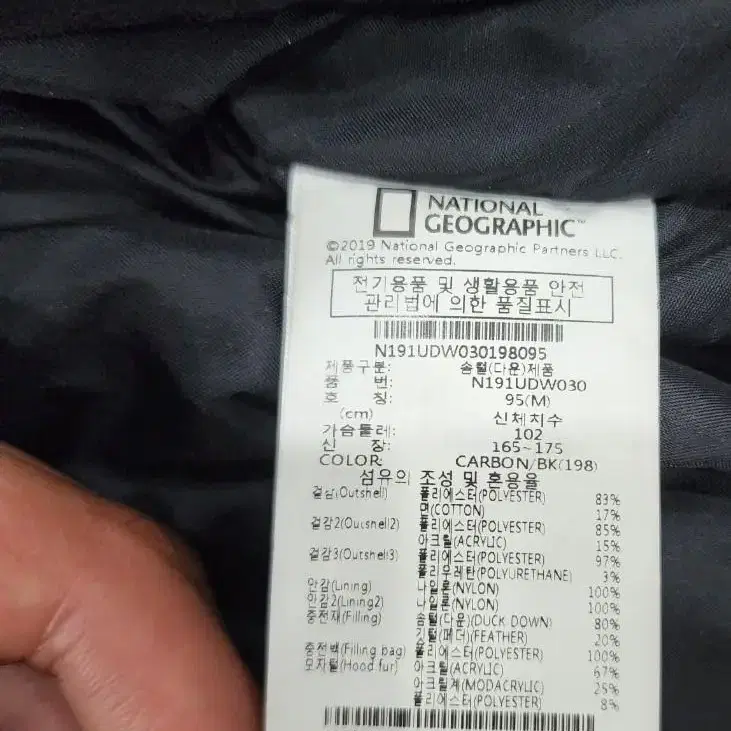 NATIONAL
GEOGRAPHIC™
©2019 National Geographic Partners LLC.
All rights reserved.
전기용품 및 생활용품 안전
관리법에 의한 품질표시
N191UDW030198095
제품구분: 솜털(다운)제품
품 번: N191UDW030
호 칭: 95(M)
(cm) 신체치수
가슴둘레: 102
신 장: 165~175
COLOR: CARBON/BK(198)
섬유의 조성 및 혼용율
겉감(Outshell) 폴리에스터(POLYESTER) 83%
면(COTTON) 17%
겉감2(Outshell2) 폴리에스터(POLYESTER) 85%
아크릴(ACRYLIC) 15%
겉감3(Outshell3) 폴리에스터(POLYESTER) 97%
폴리우레탄(POLYURETHANE) 3%
안감(Lining) 나일론(NYLON) 100%
안감2(Lining2) 나일론(NYLON) 100%
충전재(Filling) 솜털(다운)(DUCK DOWN) 80%
깃털(페더)(FEATHER) 20%
충전백(Filling bag) 폴리에스터(POLYESTER) 100%
모자털(Hood fur) 아크릴(ACRYLIC) 67%
아크릴계(MODACRYLIC) 25%
폴리에스터(POLYESTER) 8%